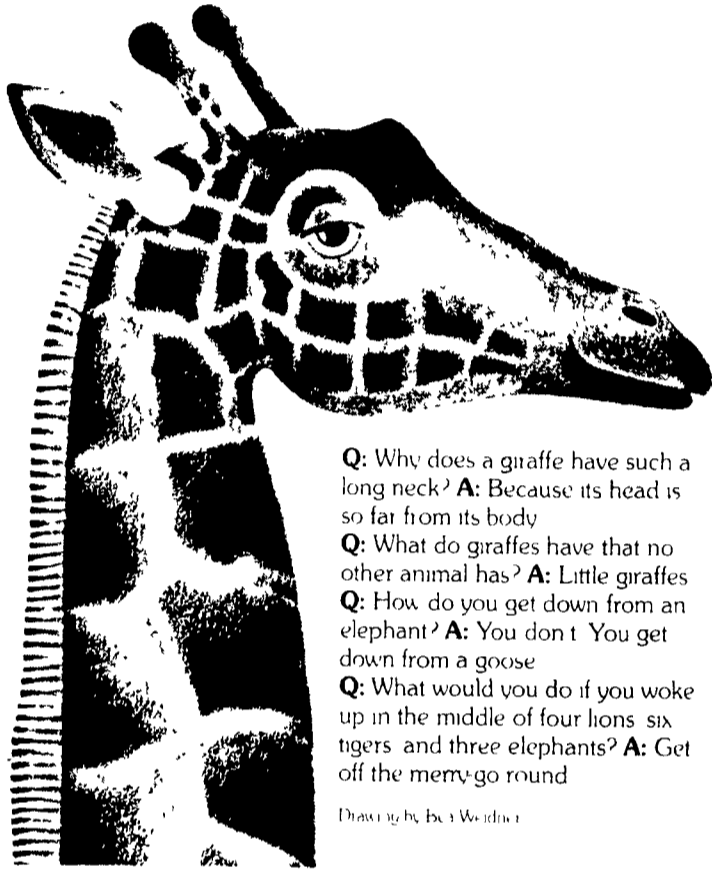 Q: Why does a giraffe have such a
long neck? A: Because its head is
so far from its body
Q: What do giraffes have that no
other animal has? A: Little giraffes
Q: How do you get down from an
elephant? A: You don t You get
down from a goose
Q: What would you do if you woke
up in the middle of four lions six
tigers and three elephants? A: Get
off the merry-go round
Drawing by